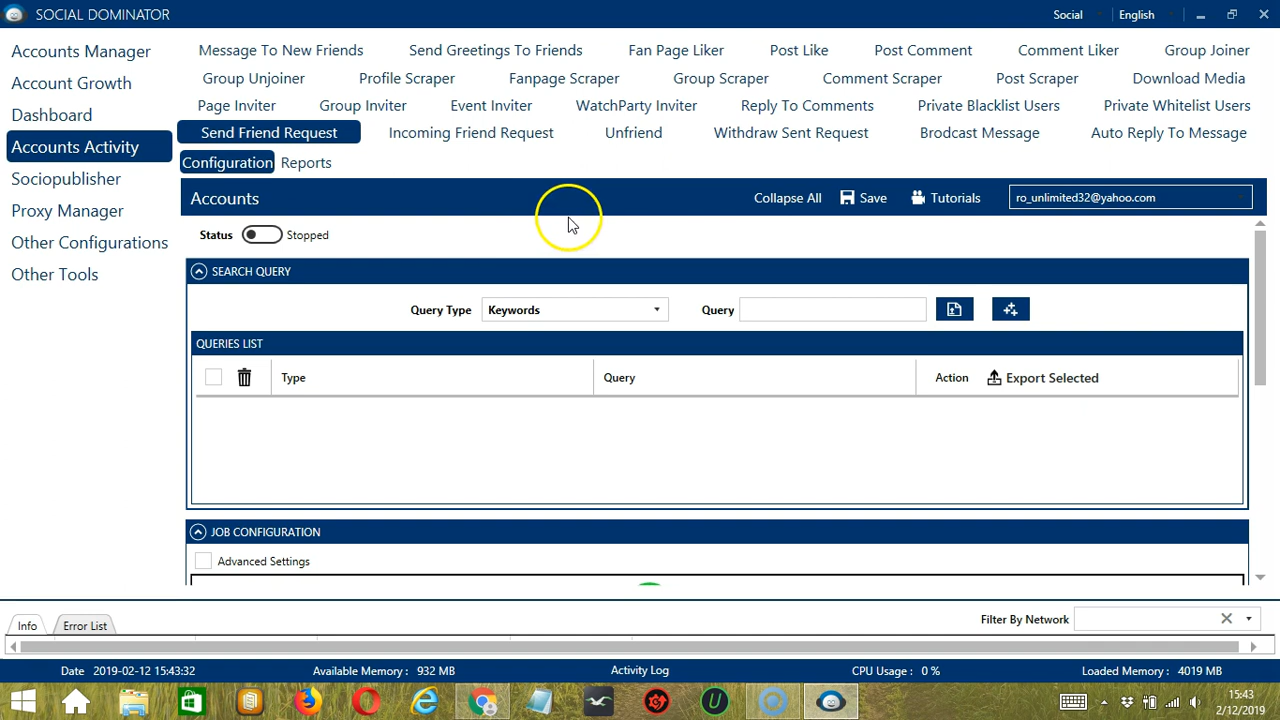 SOCIAL DOMINATOR Social English
Accounts Manager
Account Growth
Dashboard
Accounts Activity
Sociopublisher
Proxy Manager
Other Configurations
Other Tools
Message To New Friends Send Greetings To Friends Fan Page Liker Post Like Post Comment Comment Liker Group Joiner
Group Unjoiner Profile Scraper Fanpage Scraper Group Scraper Comment Scraper Post Scraper Download Media
Page Inviter Group Inviter Event Inviter WatchParty Inviter Reply To Comments Private Blacklist Users Private Whitelist Users
Send Friend Request Incoming Friend Request Unfriend Withdraw Sent Request Brodcast Message Auto Reply To Message
Configuration Reports
Accounts Collapse All Save Tutorials ro_unlimited32@yahoo.com
Status Stopped
SEARCH QUERY
Query Type Keywords Query
QUERIES LIST
Type Query Action Export Selected
JOB CONFIGURATION
Advanced Settings
Info Error List Filter By Network
Date 2019-02-12 15:43:32 Available Memory : 932 MB Activity Log CPU Usage : 0 % Loaded Memory : 4019 MB
15:43
2/12/2019